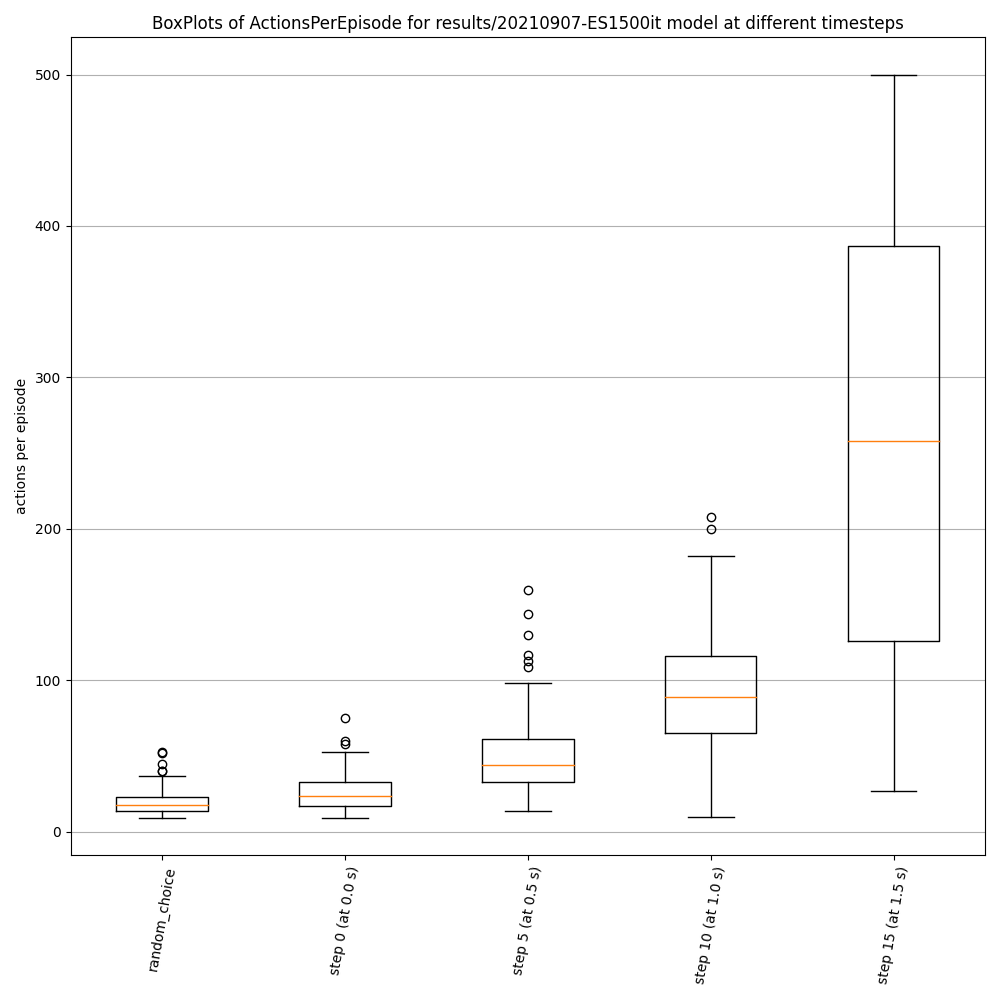 BoxPlots of ActionsPerEpisode for results/20210907-ES1500it model at different timesteps
500
400
300
200
100
0
actions per episode
random_choice
step 0 (at 0.0 s)
step 5 (at 0.5 s)
step 10 (at 1.0 s)
step 15 (at 1.5 s)